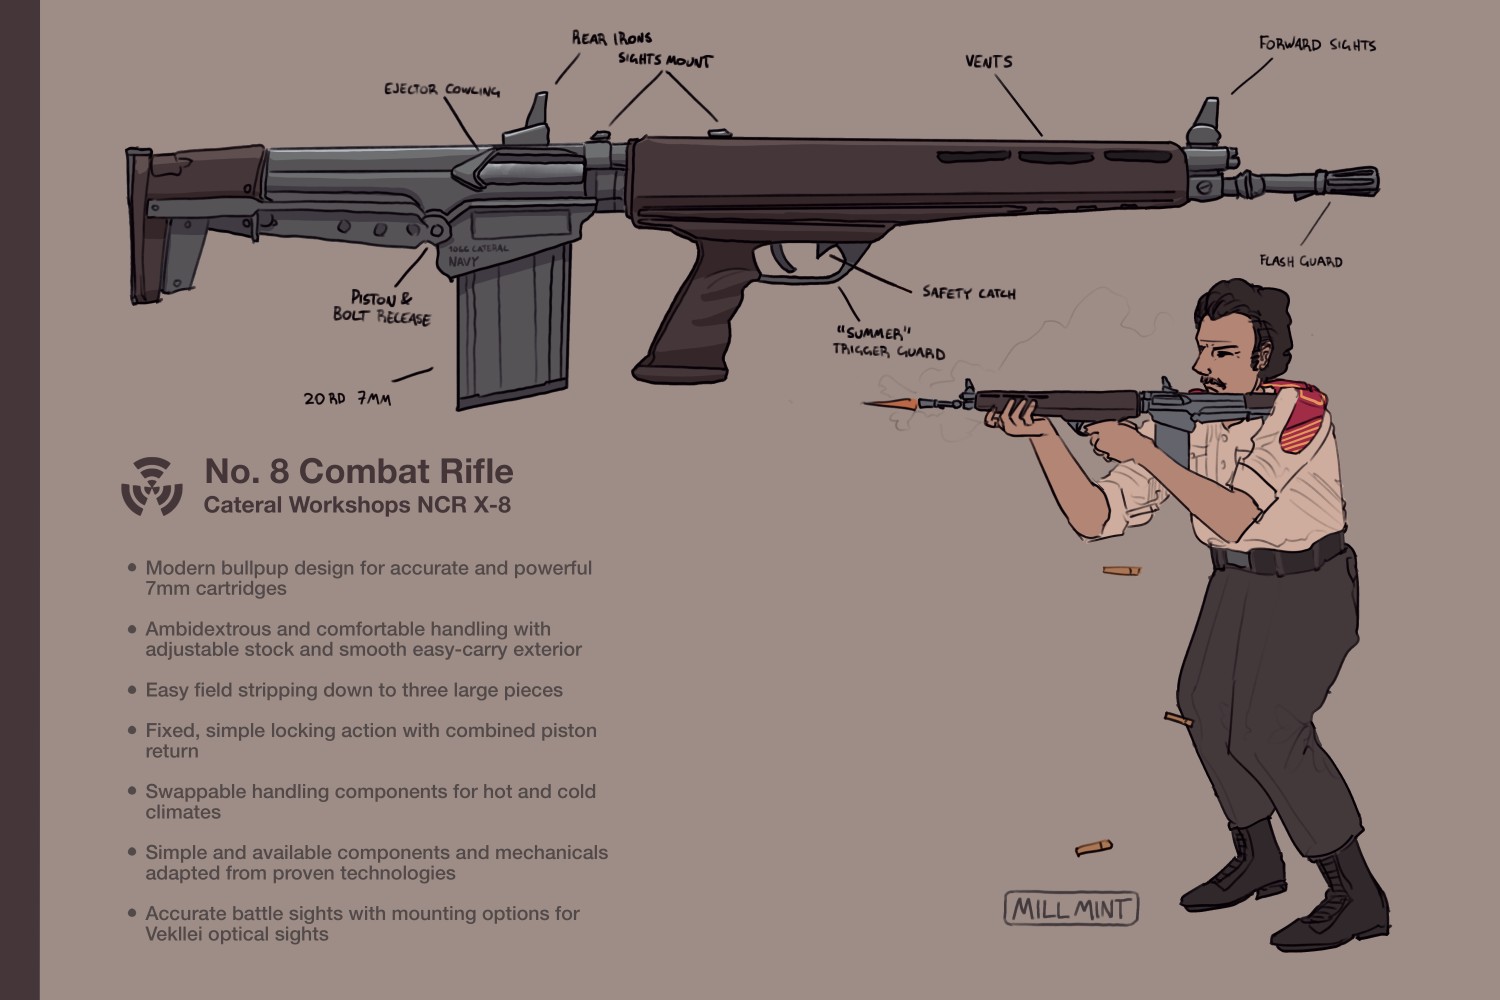 REAR IRONS
SIGHTS MOUNT
FORWARD SIGHTS
VENTS
EJECTOR COWLING
CATERAL
NAVY
FLASH GUARD
SAFETY CATCH
PISTON &
BOLT RELEASE
"SUMMER"
TRIGGER GUARD
20 RD 7MM
No. 8 Combat Rifle
Cateral Workshops NCR X-8
• Modern bullpup design for accurate and powerful
7mm cartridges
• Ambidextrous and comfortable handling with
adjustable stock and smooth easy-carry exterior
• Easy field stripping down to three large pieces
• Fixed, simple locking action with combined piston
return
• Swappable handling components for hot and cold
climates
• Simple and available components and mechanicals
adapted from proven technologies
• Accurate battle sights with mounting options for
Vekllei optical sights
MILLMINT